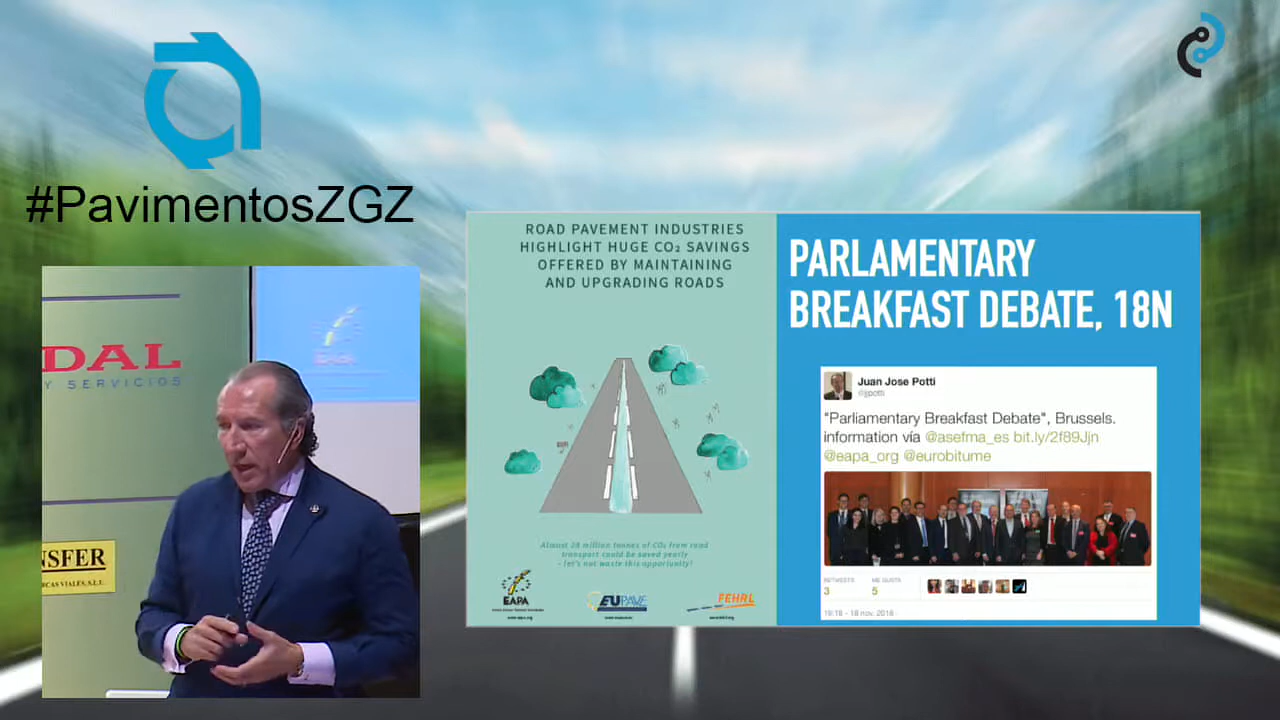 #PavimentosZGZ
DAL
Y SERVICIOS
NSFER
ICAS VIALES, S.L.U.
ROAD PAVEMENT INDUSTRIES
HIGHLIGHT HUGE CO₂ SAVINGS
OFFERED BY MAINTAINING
AND UPGRADING ROADS
Almost 28 million tonnes of CO₂ from road
transport could be saved yearly
- let's not waste this opportunity!
EAPA
EUPAVE
FEHRL
PARLAMENTARY
BREAKFAST DEBATE, 18N
Juan Jose Potti
@jjpotti
"Parliamentary Breakfast Debate", Brussels.
information vía @asefma_es bit.ly/2f89Jjn
@eapa_org @eurobitume
RETWEETS
ME GUSTA
3
5
19:18 - 18 nov. 2016